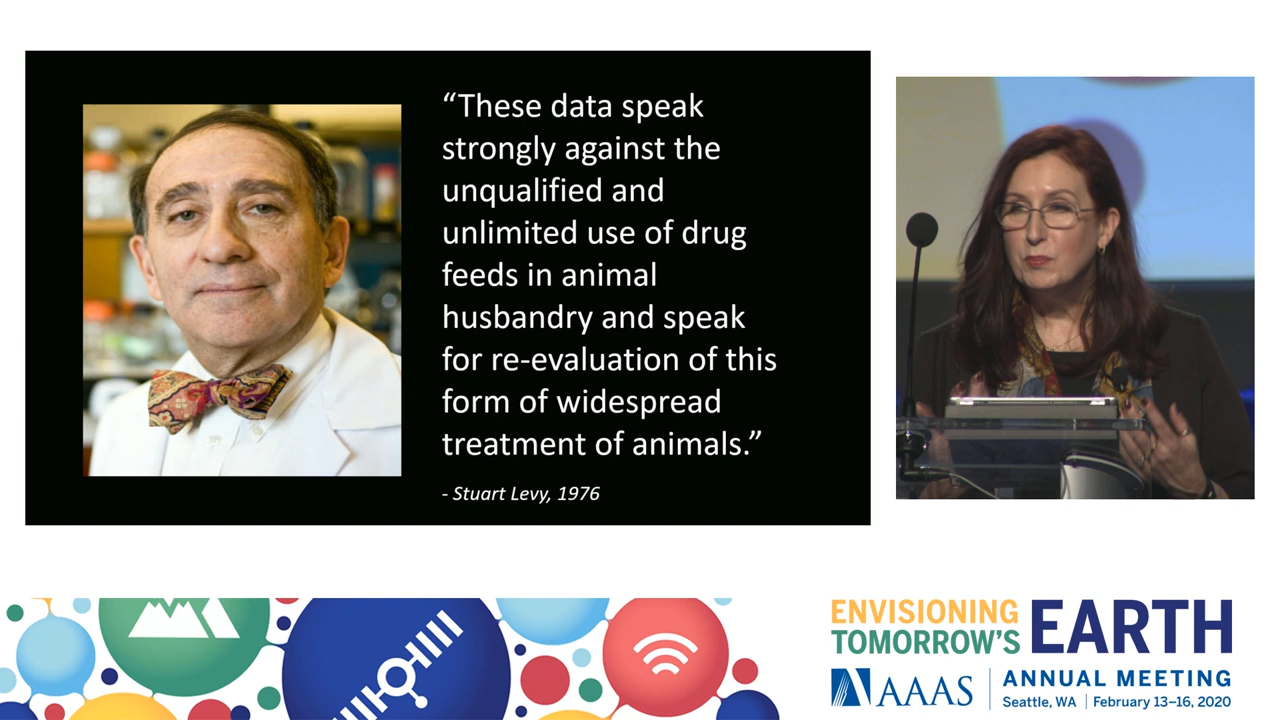 “These data speak
strongly against the
unqualified and
unlimited use of drug
feeds in animal
husbandry and speak
for re-evaluation of this
form of widespread
treatment of animals.”
- Stuart Levy, 1976
ENVISIONING
TOMORROW’S
EARTH
AAAS
ANNUAL MEETING
Seattle, WA | February 13–16, 2020